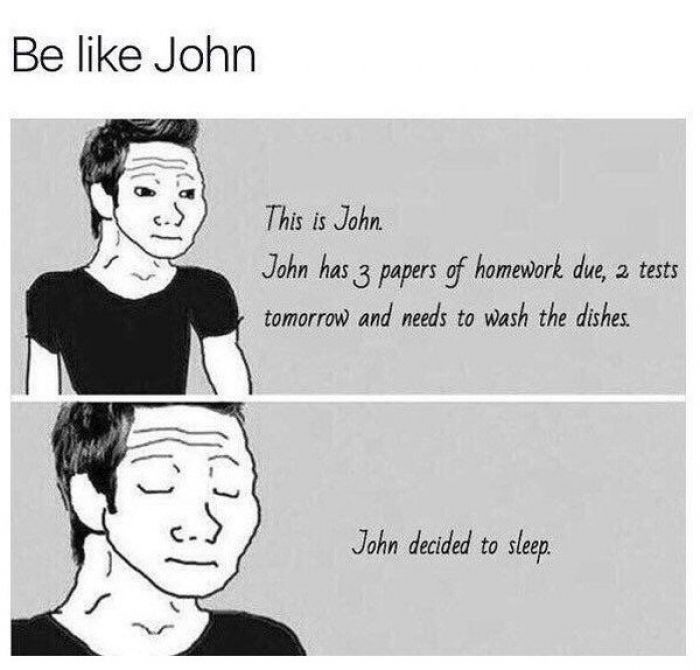 Be like John
This is John.
John has 3 papers of homework due, 2 tests
tomorrow and needs to wash the dishes.
John decided to sleep.